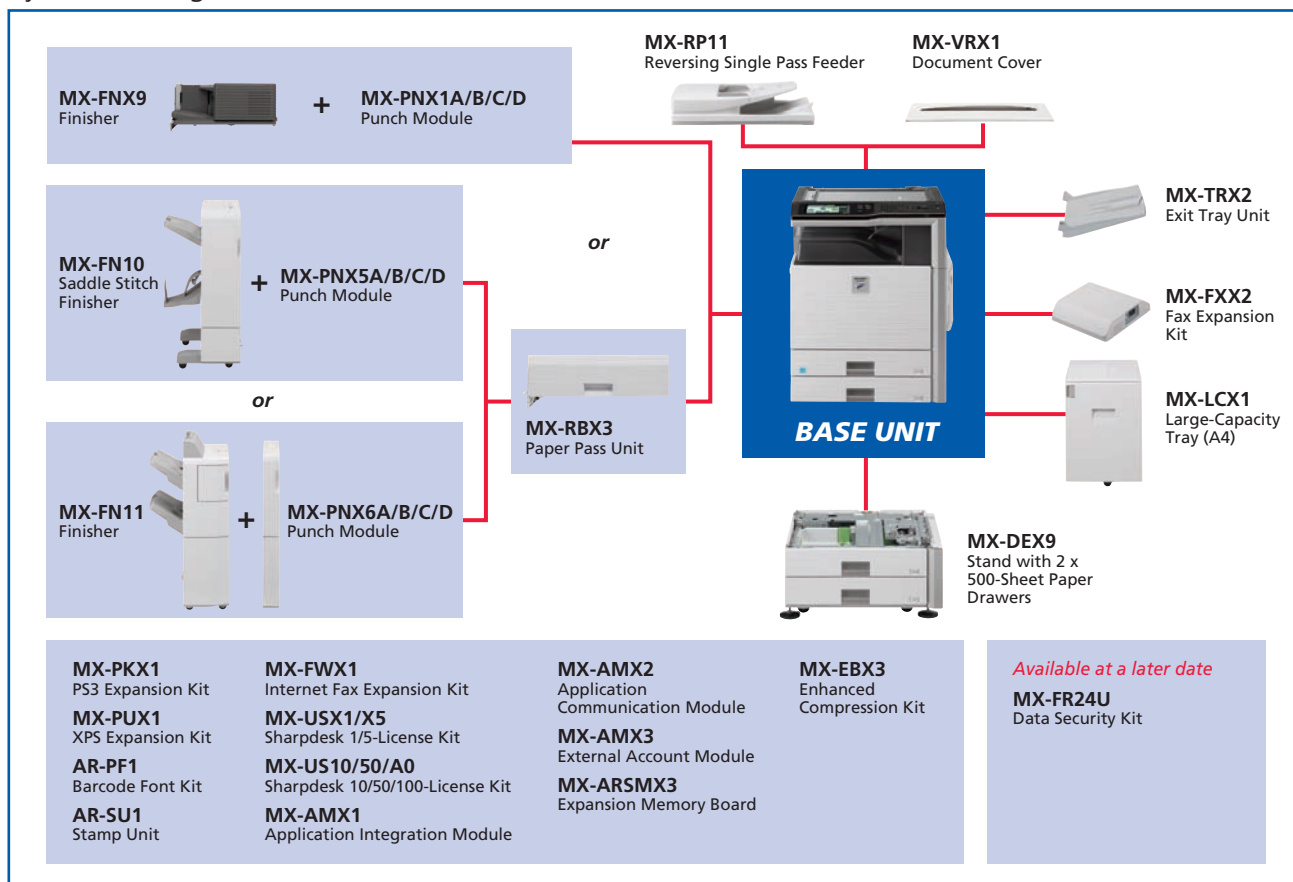 MX-RP11
Reversing Single Pass Feeder
MX-VRX1
Document Cover
MX-FNX9
Finisher
+
MX-PNX1A/B/C/D
Punch Module
or
MX-FN10
Saddle Stitch
Finisher
+
MX-PNX5A/B/C/D
Punch Module
or
MX-FN11
Finisher
+
MX-PNX6A/B/C/D
Punch Module
MX-RBX3
Paper Pass Unit
BASE UNIT
MX-TRX2
Exit Tray Unit
MX-FXX2
Fax Expansion
Kit
MX-LCX1
Large-Capacity
Tray (A4)
MX-DEX9
Stand with 2 x
500-Sheet Paper
Drawers
MX-PKX1
PS3 Expansion Kit
MX-PUX1
XPS Expansion Kit
AR-PF1
Barcode Font Kit
AR-SU1
Stamp Unit
MX-FWX1
Internet Fax Expansion Kit
MX-USX1/X5
Sharpdesk 1/5-License Kit
MX-US10/50/A0
Sharpdesk 10/50/100-License Kit
MX-AMX1
Application Integration Module
MX-AMX2
Application
Communication Module
MX-AMX3
External Account Module
MX-ARSMX3
Expansion Memory Board
MX-EBX3
Enhanced
Compression Kit
Available at a later date
MX-FR24U
Data Security Kit